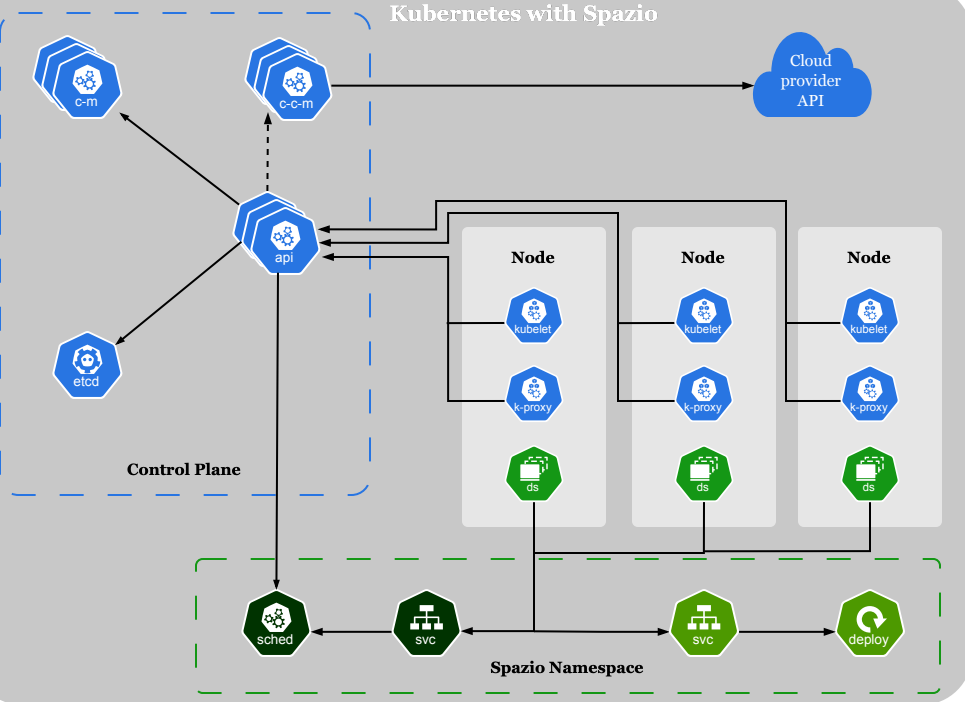 Kubernetes with Spazio
c-m
c-c-m
Cloud
provider
API
api
Node
Node
Node
kubelet
kubelet
kubelet
etcd
k-proxy
k-proxy
k-proxy
Control Plane
ds
ds
ds
sched
svc
svc
deploy
Spazio Namespace